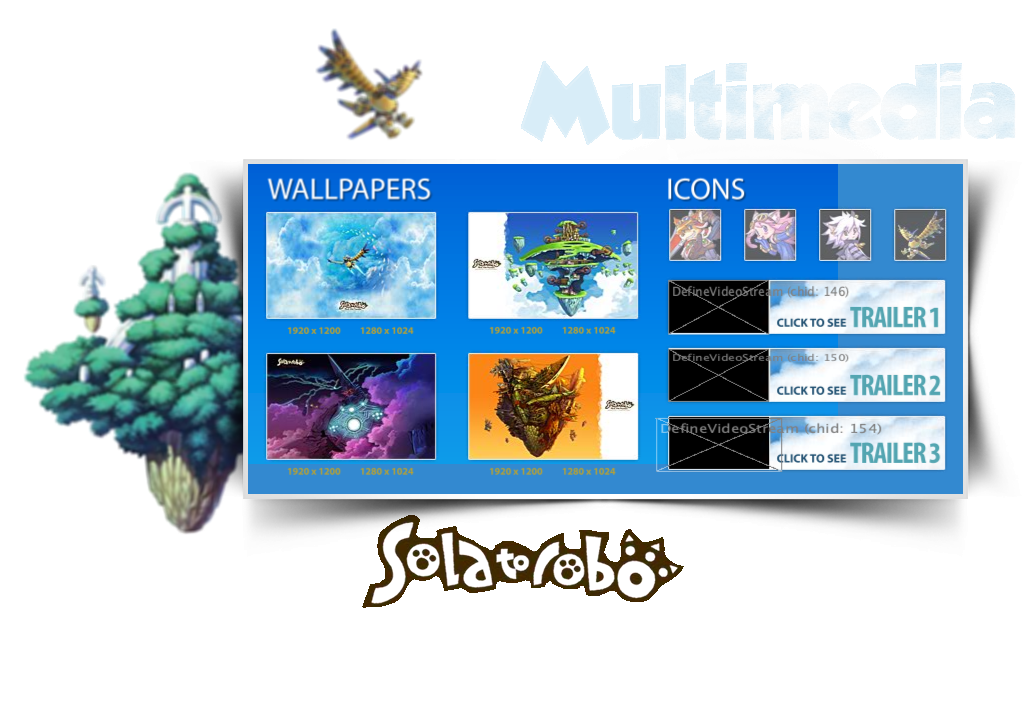 Multimedia
WALLPAPERS
ICONS
1920 x 1200 1280 x 1024
1920 x 1200 1280 x 1024
DefineVideoStream (chid: 146)
CLICK TO SEE TRAILER 1
DefineVideoStream (chid: 150)
CLICK TO SEE TRAILER 2
Solatorobo
1920 x 1200 1280 x 1024
1920 x 1200 1280 x 1024
DefineVideoStream (chid: 154)
CLICK TO SEE TRAILER 3
Solatorobo